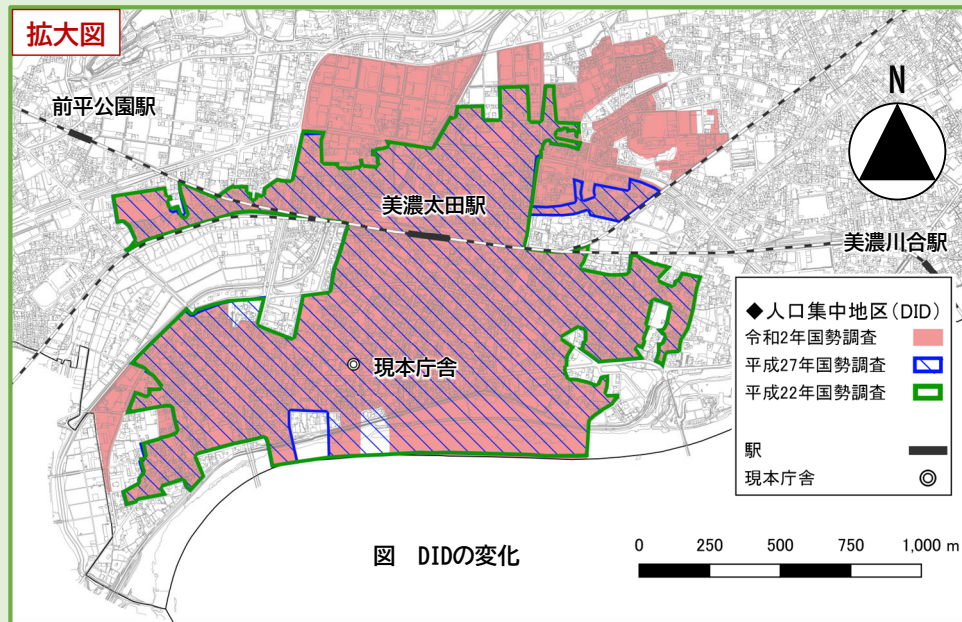 拡大図
前平公園駅
N
美濃太田駅
美濃川合駅
◆人口集中地区(DID)
令和2年国勢調査
平成27年国勢調査
平成22年国勢調査
駅
現本庁舎
現本庁舎
図 DIDの変化
0 250 500 750 1,000 m